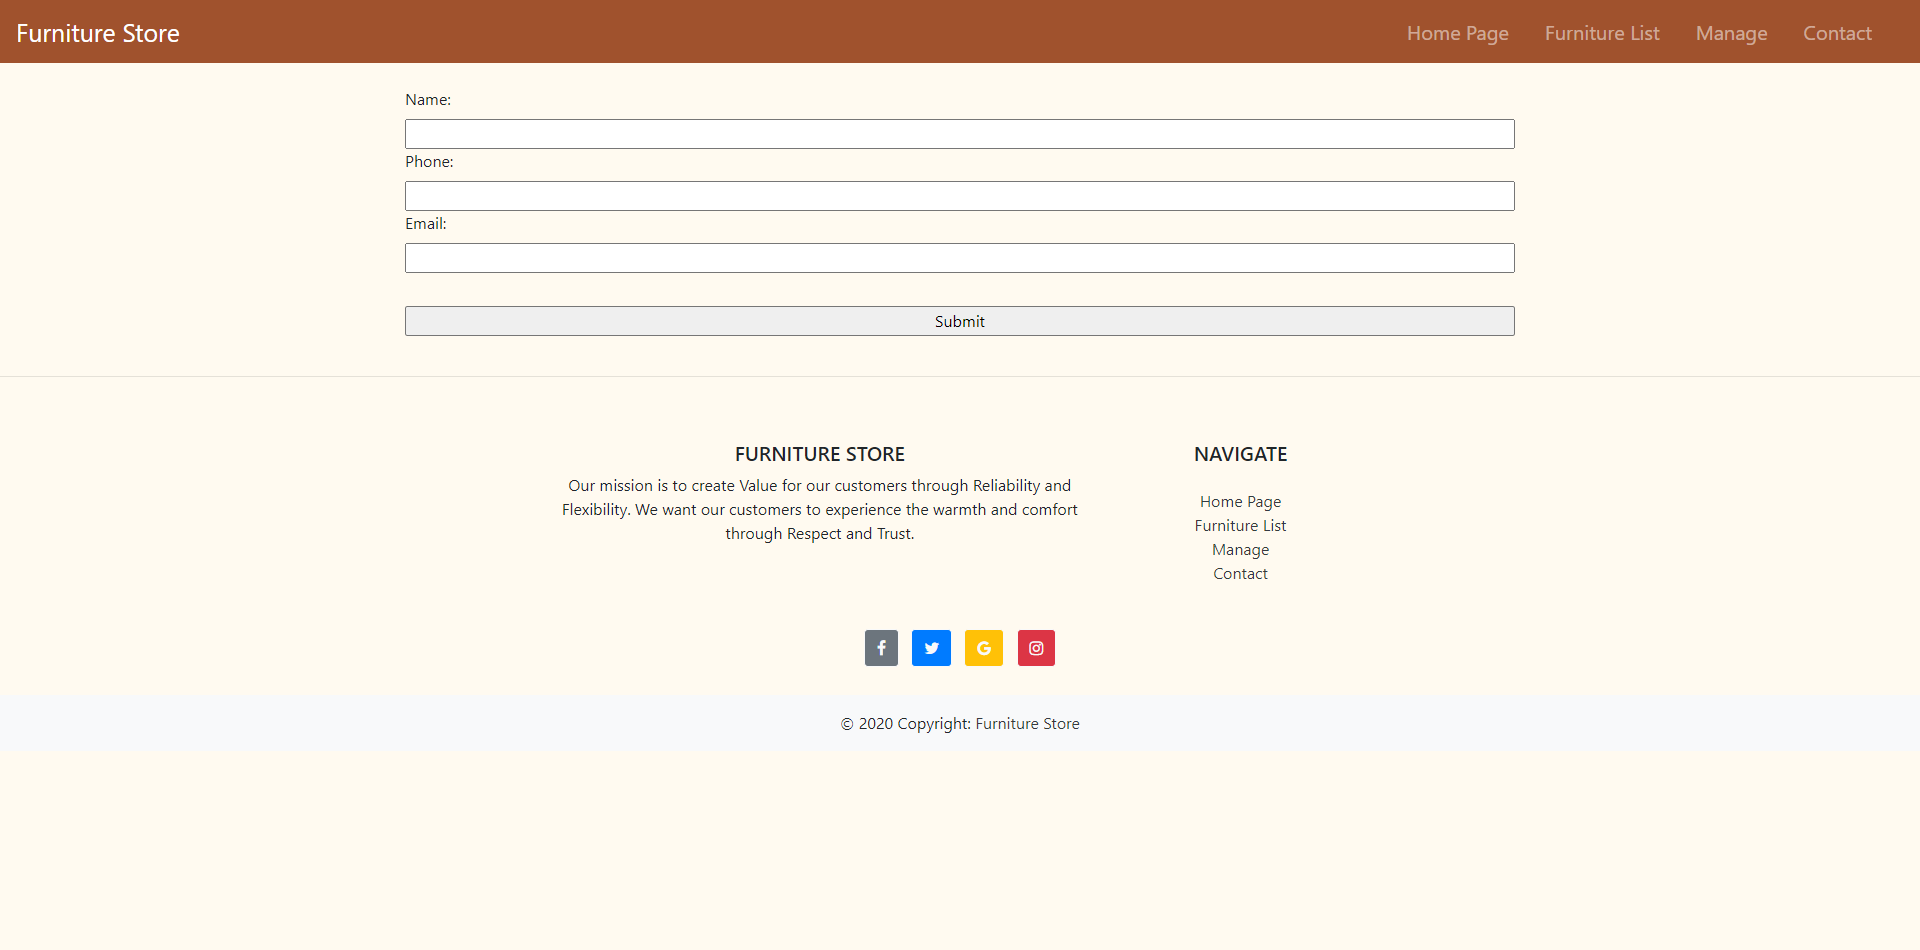 Furniture Store
Home Page Furniture List Manage Contact
Name:
Phone:
Email:
Submit
FURNITURE STORE
Our mission is to create Value for our customers through Reliability and
Flexibility. We want our customers to experience the warmth and comfort
through Respect and Trust.
NAVIGATE
Home Page
Furniture List
Manage
Contact
© 2020 Copyright: Furniture Store